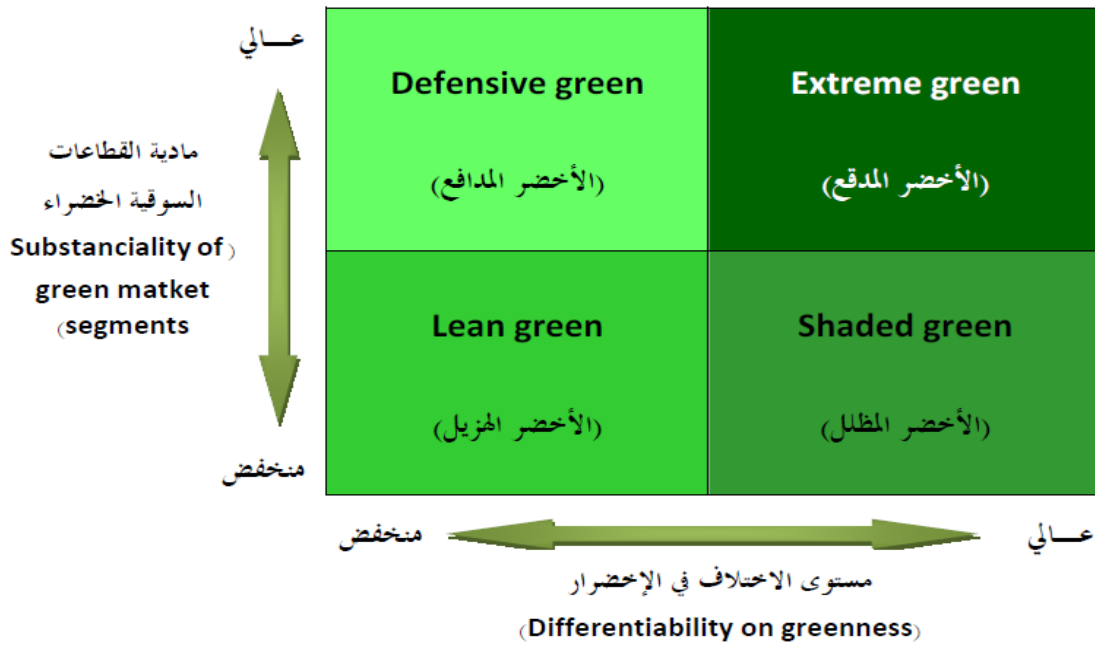 عـــالي
Defensive green
Extreme green
مادية القطاعات
السوقية الخضراء
(الأخضر المدافع)
(الأخضر المدقع)
Substanciality of )
green matket
(segments
Lean green
Shaded green
(الأخضر الهزيل)
(الأخضر المظلل)
منخفض
منخفض
عـــالي
مستوى الاختلاف في الإخضرار
(Differentiability on greenness)